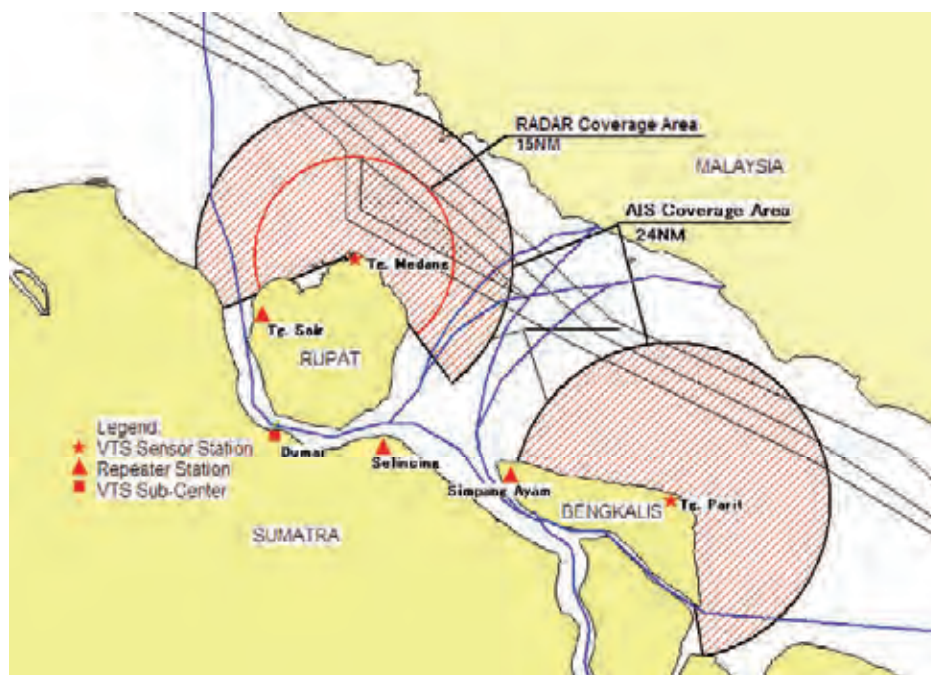 RADAR Coverage Area
15NM
MALAYSIA
AIS Coverage Area
24NM
Tg. Medang
Tg. Sair
RUPAT
Legend:
VTS Sensor Station
Repeater Station
VTS Sub-Center
Dumai
Selincing
Simpang Ayam
BENGKALIS
Tg. Parit
SUMATRA